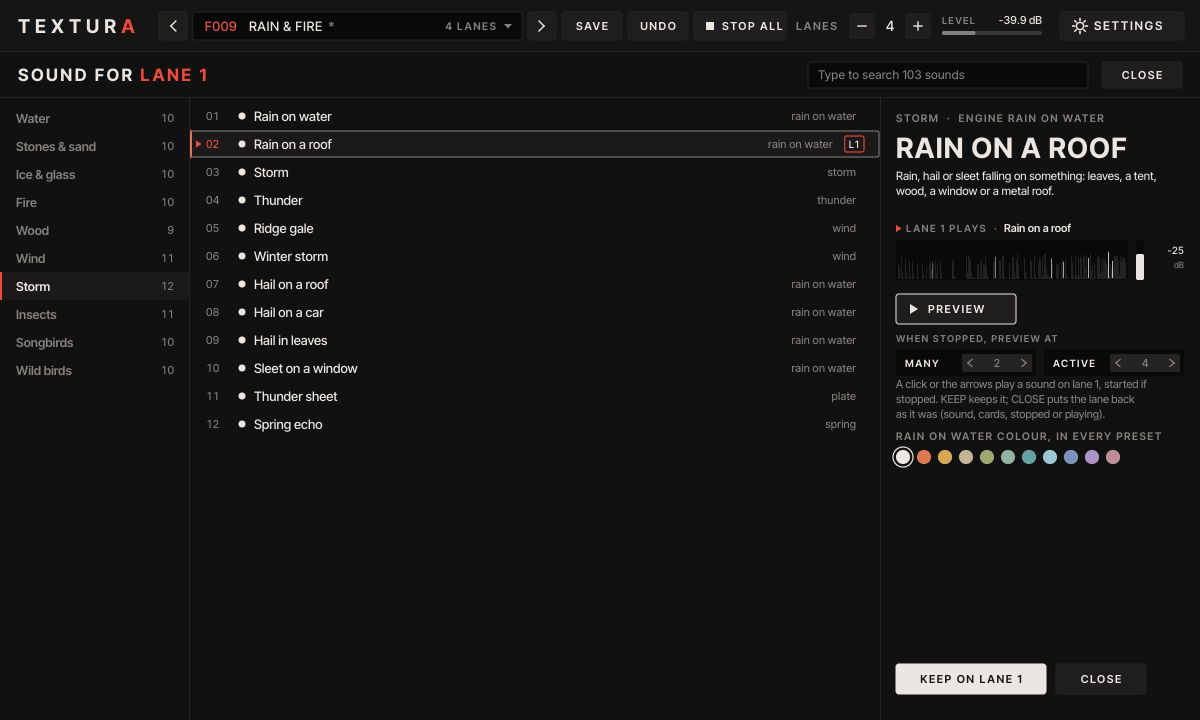 TEXTURA
F009 RAIN & FIRE * 4 LANES
SAVE
UNDO
STOP ALL
LANES
4
LEVEL -39.9 dB
SETTINGS
SOUND FOR LANE 1
Type to search 103 sounds
CLOSE
Water 10
Stones & sand 10
Ice & glass 10
Fire 10
Wood 9
Wind 11
Storm 12
Insects 11
Songbirds 10
Wild birds 10
01 Rain on water rain on water
02 Rain on a roof rain on water L1
03 Storm storm
04 Thunder thunder
05 Ridge gale wind
06 Winter storm wind
07 Hail on a roof rain on water
08 Hail on a car rain on water
09 Hail in leaves rain on water
10 Sleet on a window rain on water
11 Thunder sheet plate
12 Spring echo spring
STORM · ENGINE RAIN ON WATER
RAIN ON A ROOF
Rain, hail or sleet falling on something: leaves, a tent,
wood, a window or a metal roof.
LANE 1 PLAYS · Rain on a roof
-25
dB
PREVIEW
WHEN STOPPED, PREVIEW AT
MANY 2 ACTIVE 4
A click or the arrows play a sound on lane 1, started if
stopped. KEEP keeps it; CLOSE puts the lane back
as it was (sound, cards, stopped or playing).
RAIN ON WATER COLOUR, IN EVERY PRESET
KEEP ON LANE 1
CLOSE